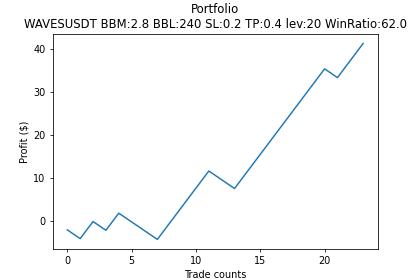 Portfolio
WAVESUSDT BBM:2.8 BBL:240 SL:0.2 TP:0.4 lev:20 WinRatio:62.0
Profit ($)
40
30
20
10
0
0 5 10 15 20
Trade counts